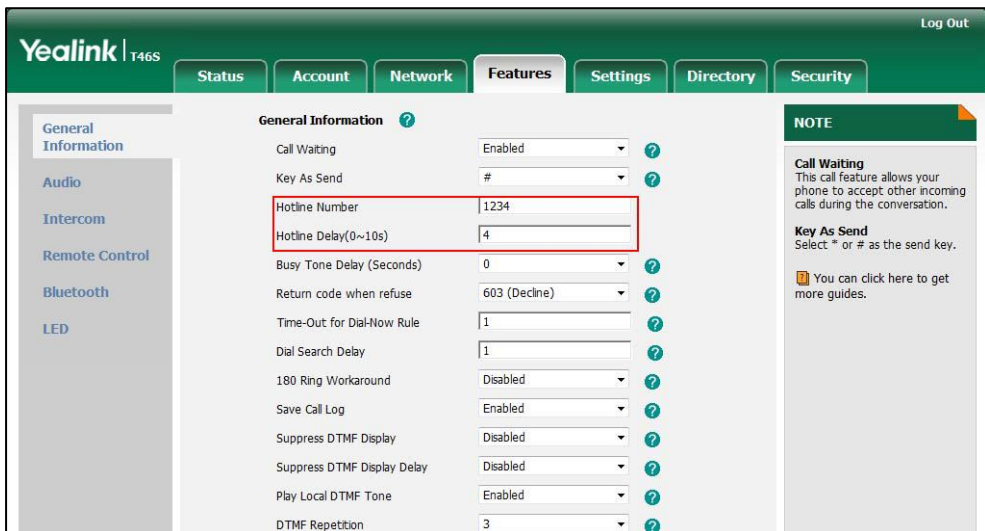 Log Out
Yealink | T46S
Status Account Network Features Settings Directory Security
General
Information
Audio
Intercom
Remote Control
Bluetooth
LED
General Information ?
Call Waiting Enabled ?
Key As Send # ?
Hotline Number 1234
Hotline Delay(0~10s) 4
Busy Tone Delay (Seconds) 0 ?
Return code when refuse 603 (Decline) ?
Time-Out for Dial-Now Rule 1 ?
Dial Search Delay 1 ?
180 Ring Workaround Disabled ?
Save Call Log Enabled ?
Suppress DTMF Display Disabled ?
Suppress DTMF Display Delay Disabled ?
Play Local DTMF Tone Enabled ?
DTMF Repetition 3 ?
NOTE
Call Waiting
This call feature allows your
phone to accept other incoming
calls during the conversation.
Key As Send
Select * or # as the send key.
? You can click here to get
more guides.